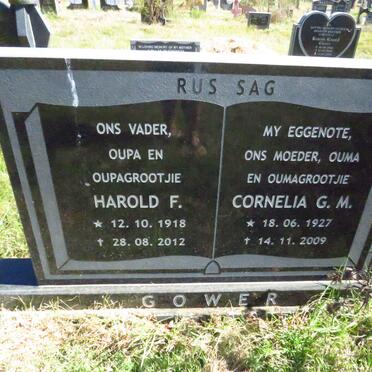 RUS SAG
ONS VADER,
OUPA EN
OUPAGROOTJIE
HAROLD F.
★ 12. 10. 1918
† 28. 08. 2012
MY EGGENOTE,
ONS MOEDER, OUMA
EN OUMAGROOTJIE
CORNELIA G. M.
★ 18. 06. 1927
† 14. 11. 2009
GOWER